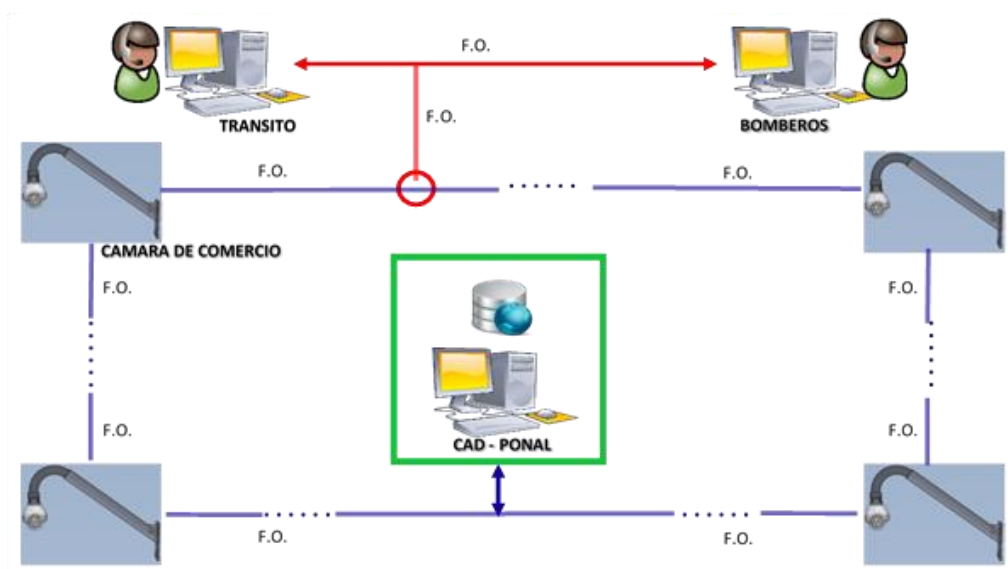 F.O.
TRANSITO
F.O.
BOMBEROS
F.O.
F.O.
CAMARA DE COMERCIO
F.O.
F.O.
F.O.
F.O.
CAD - PONAL
F.O.
F.O.